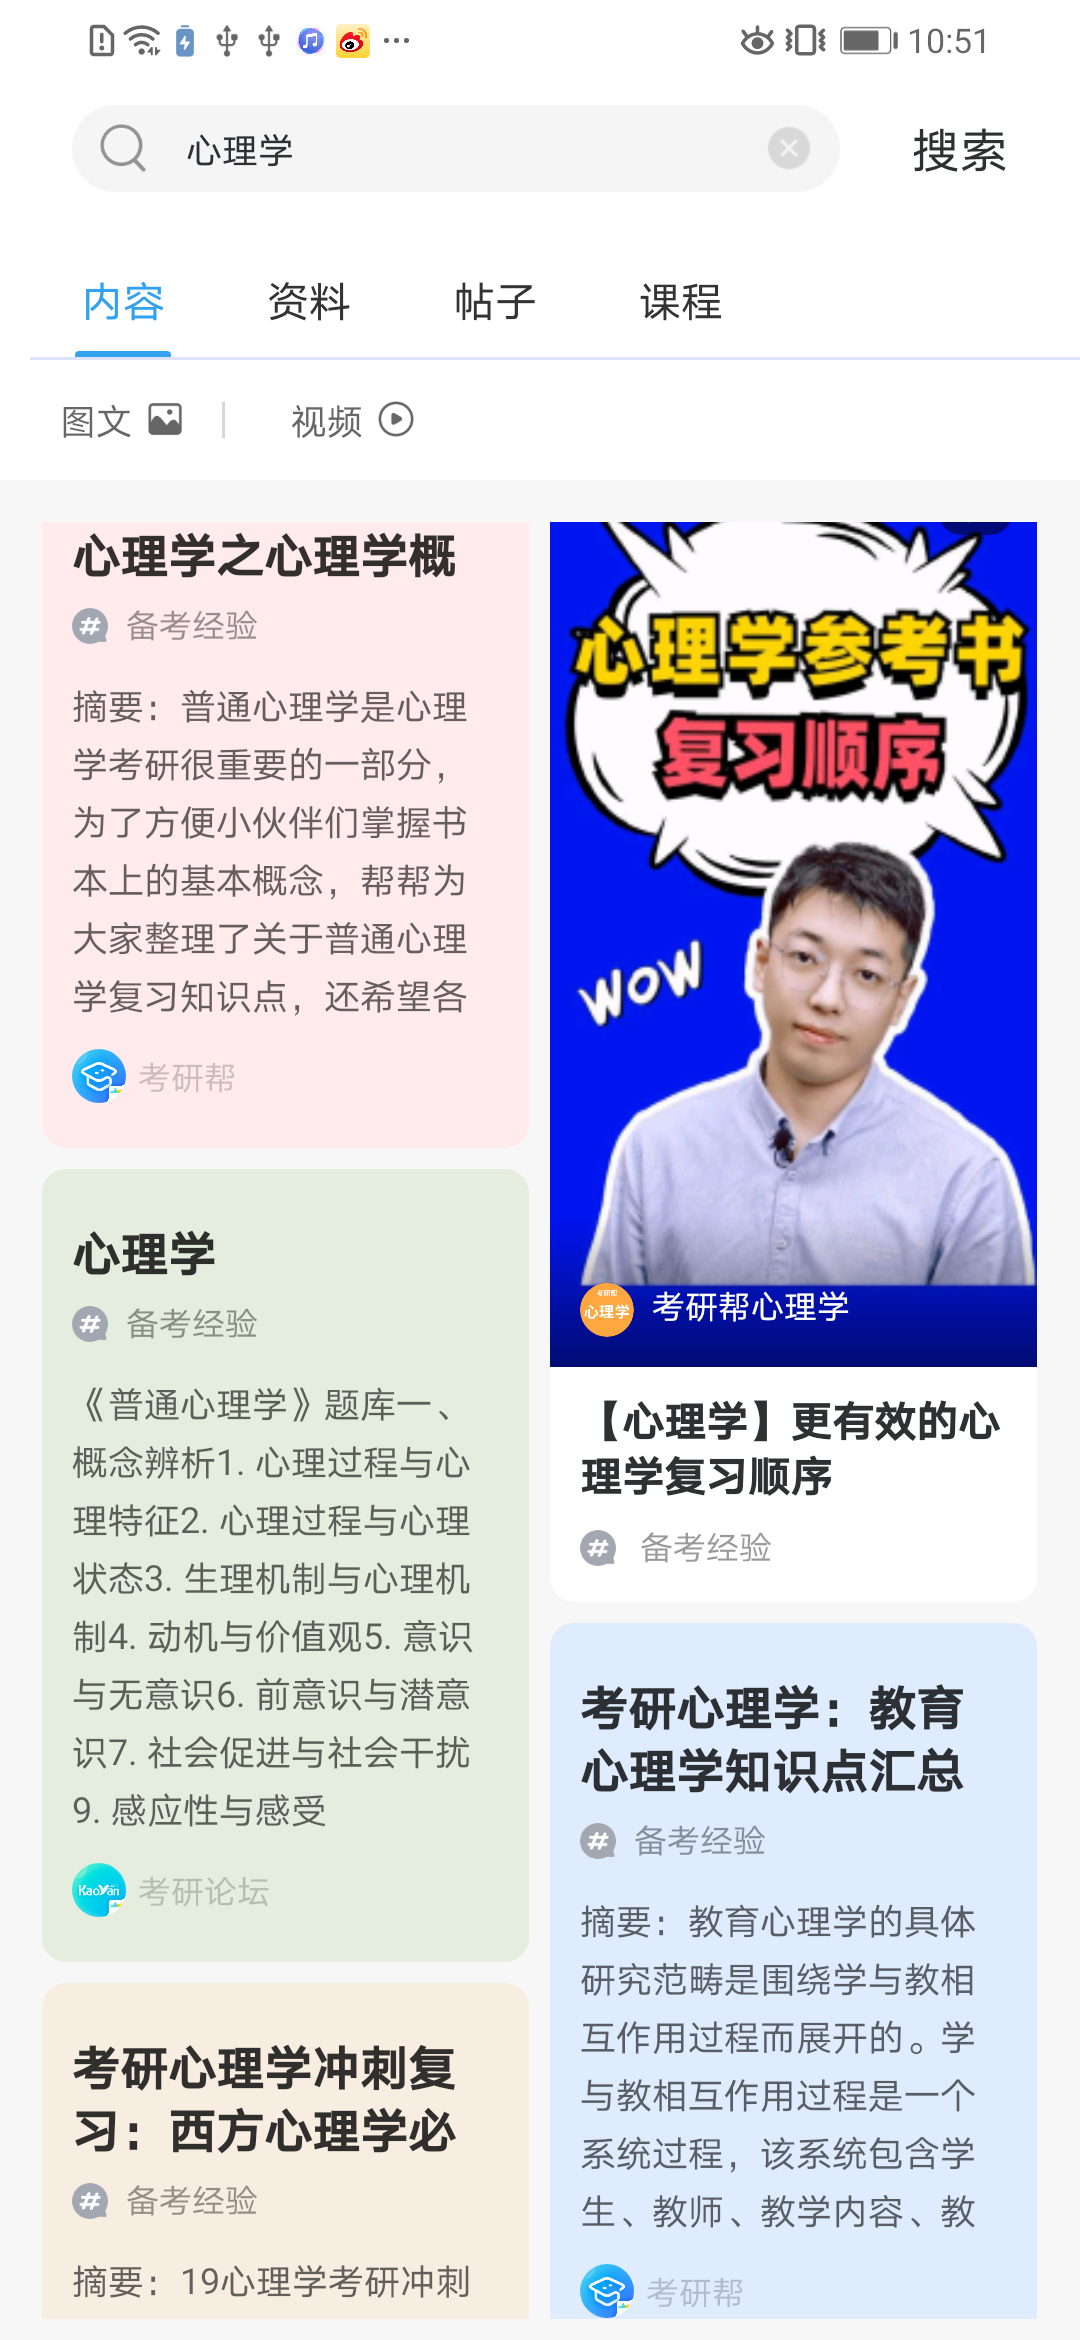 10:51
心理学
搜索
内容
资料
帖子
课程
图文
视频
心理学之心理学概
备考经验
摘要：普通心理学是心理
学考研很重要的一部分，
为了方便小伙伴们掌握书
本上的基本概念，帮帮为
大家整理了关于普通心理
学复习知识点，还希望各
考研帮
心理学
备考经验
《普通心理学》题库一、
概念辨析1. 心理过程与心
理特征2. 心理过程与心理
状态3. 生理机制与心理机
制4. 动机与价值观5. 意识
与无意识6. 前意识与潜意
识7. 社会促进与社会干扰
9. 感应性与感受
KaoYan
考研论坛
考研心理学冲刺复
习：西方心理学必
备考经验
摘要：19心理学考研冲刺
心理学参考书
复习顺序
WOW
考研帮
心理学
考研帮心理学
【心理学】更有效的心
理学复习顺序
备考经验
考研心理学：教育
心理学知识点汇总
备考经验
摘要：教育心理学的具体
研究范畴是围绕学与教相
互作用过程而展开的。学
与教相互作用过程是一个
系统过程，该系统包含学
生、教师、教学内容、教
考研帮